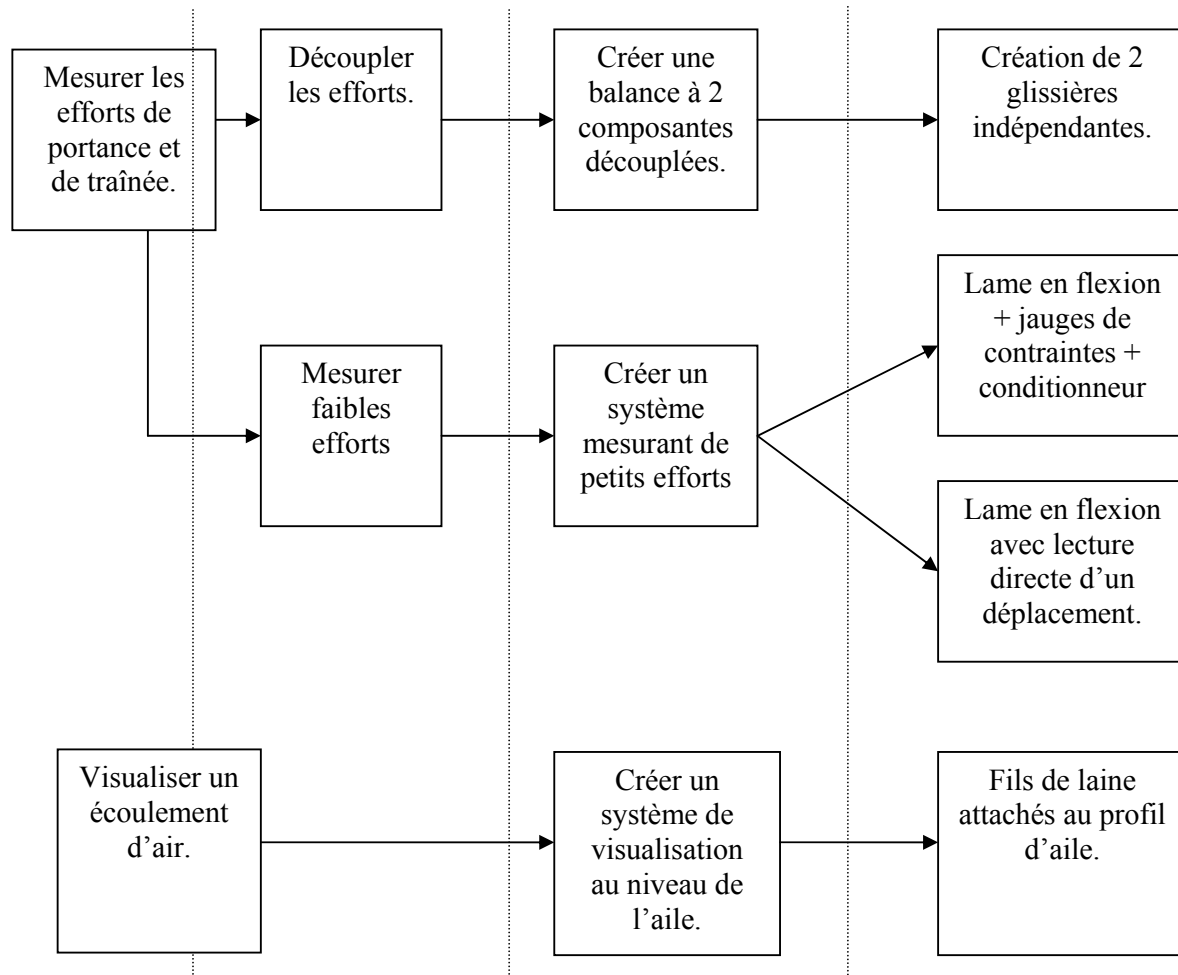 Mesurer les
efforts de
portance et
de traînée.
Découpler
les efforts.
Créer une
balance à 2
composantes
découplées.
Création de 2
glissières
indépendantes.
Mesurer
faibles
efforts
Créer un
système
mesurant de
petits efforts
Lame en flexion
+ jauges de
contraintes +
conditionneur
Lame en flexion
avec lecture
directe d’un
déplacement.
Visualiser un
écoulement
d’air.
Créer un
système de
visualisation
au niveau de
l’aile.
Fils de laine
attachés au profil
d’aile.